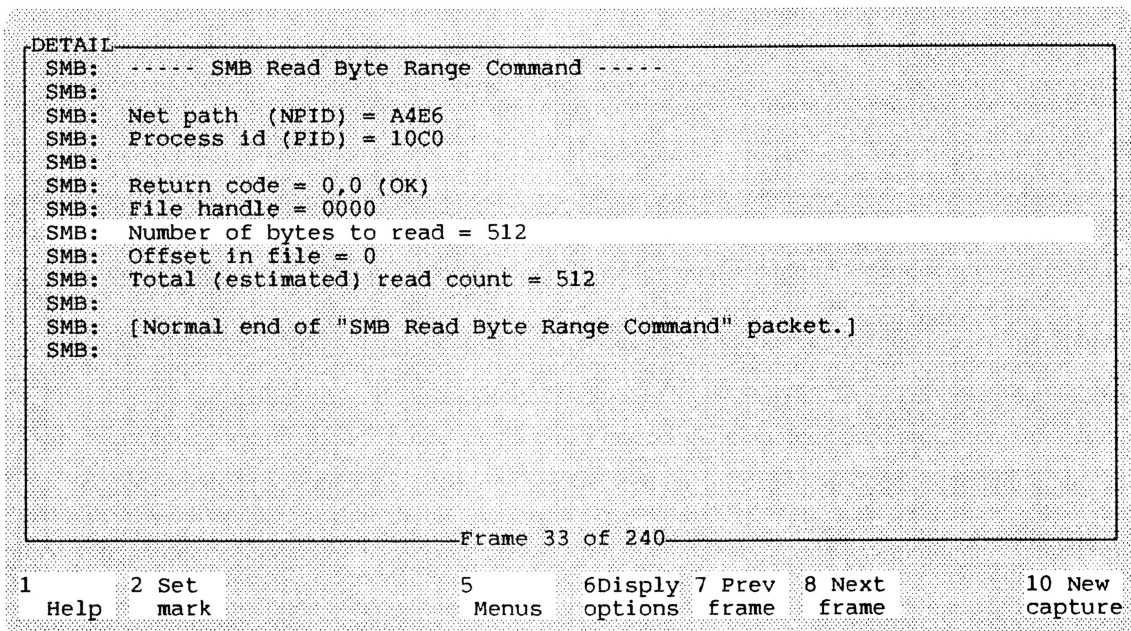 DETAIL
SMB: ----- SMB Read Byte Range Command -----
SMB:
SMB: Net path (NPID) = A4E6
SMB: Process id (PID) = 10C0
SMB:
SMB: Return code = 0,0 (OK)
SMB: File handle = 0000
SMB: Number of bytes to read = 512
SMB: Offset in file = 0
SMB: Total (estimated) read count = 512
SMB:
SMB: [Normal end of "SMB Read Byte Range Command" packet.]
SMB:
Frame 33 of 240
1 2 Set 5 6Disply 7 Prev 8 Next 10 New
Help mark Menus options frame frame capture